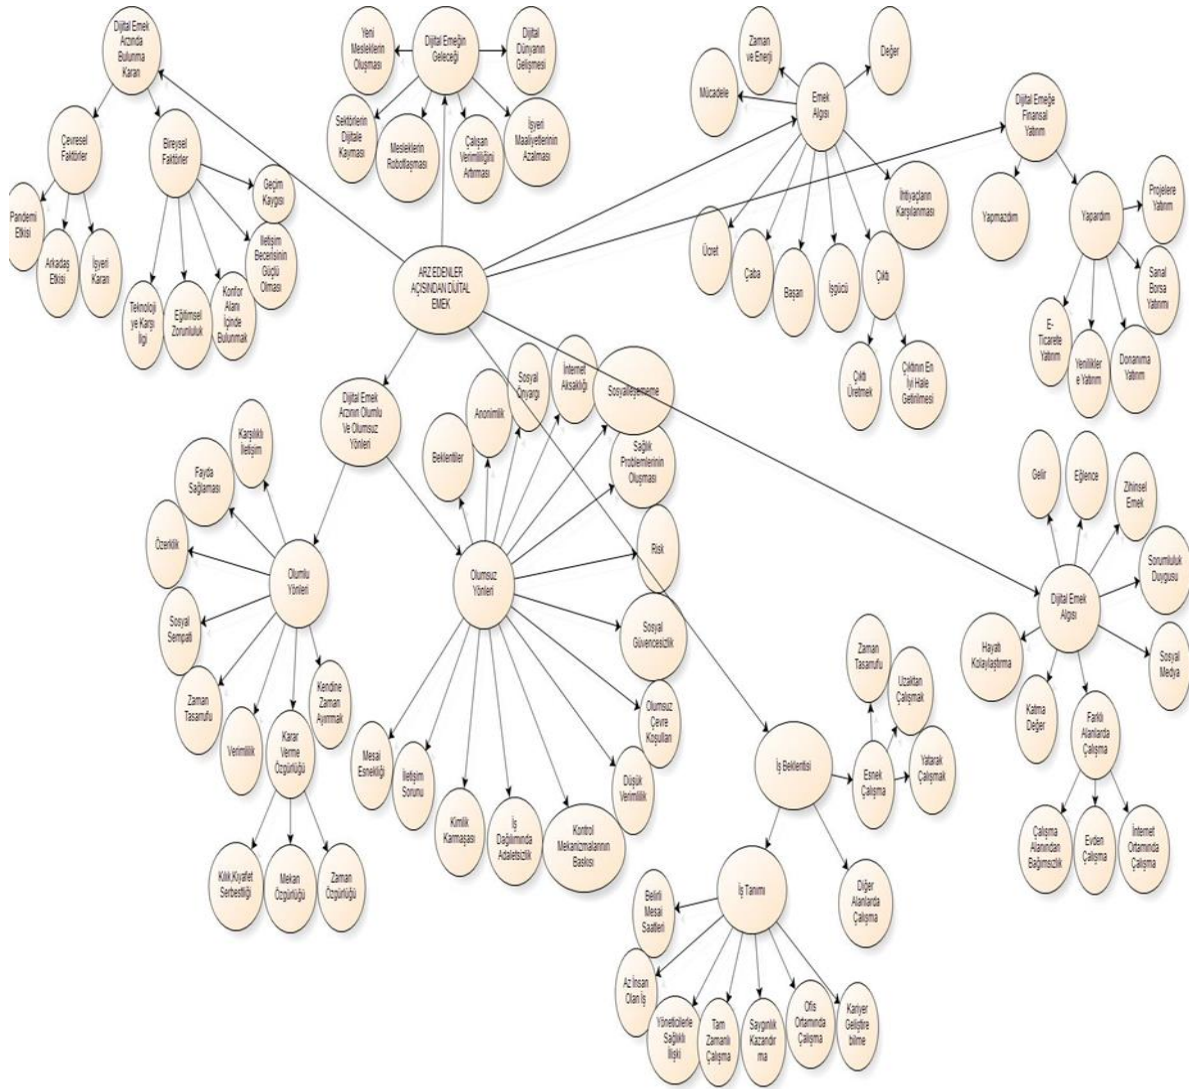 Dijital Emek
Arzında
Bulunma
Kararı
Çevresel
Faktörler
Bireysel
Faktörler
Pandemi
Etkisi
Arkadaş
Etkisi
İşyeri
Kararı
Geçim
Kaygısı
İletişim
Becerisinin
Güçlü
Olması
Teknoloji
ye Karşı
ilgi
Eğitimsel
Zorunluluk
Konfor
Alanı
İçinde
Bulunmak
Yeni
Mesleklerin
Oluşması
Dijital Emeğin
Geleceği
Dijital
Dünyanın
Gelişmesi
Sektörlerin
Dijitale
Kayması
Mesleklerin
Robotlaşması
Çalışan
Verimliliğini
Artırması
İşyeri
Maaliyetlerinin
Azalması
Zaman
ve Enerji
Değer
Mücadele
Emek
Algısı
İhtiyaçların
Karşılanması
Ücret
Çaba
Başarı
İşgücü
Çıktı
Çıktı
Üretmek
Çıktının En
İyi Hale
Getirilmesi
Dijital Emeğe
Finansal
Yatırım
Yapmazdım
Yapardım
Projelere
Yatırım
Sanal
Borsa
Yatırımı
E-
Ticarete
Yatırım
Yenilikler
e Yatırım
Donanıma
Yatırım
ARZ EDENLER
AÇISINDAN DİJİTAL
EMEK
Dijital Emek
Arzının Olumlu
Ve Olumsuz
Yönleri
Karşılıklı
İletişim
Fayda
Sağlaması
Özerklik
Olumlu
Yönleri
Sosyal
Sempati
Zaman
Tasarrufu
Verimlilik
Karar
Verme
Özgürlüğü
Kendine
Zaman
Ayırmak
Kılık,Kıyafet
Serbestliği
Mekan
Özgürlüğü
Zaman
Özgürlüğü
Beklentiler
Anonimlik
Sosyal
Önyargı
İnternet
Aksaklığı
Sosyalleşememe
Sağlık
Problemlerinin
Oluşması
Olumsuz
Yönleri
Risk
Sosyal
Güvencesizlik
Olumsuz
Çevre
Koşulları
Düşük
Verimlilik
Mesai
Esnekliği
İletişim
Sorunu
Kimlik
Karmaşası
İş
Dağılımında
Adaletsizlik
Kontrol
Mekanizmalarının
Baskısı
Gelir
Eğlence
Zihinsel
Emek
Sorumluluk
Duygusu
Dijital Emek
Algısı
Hayatı
Kolaylaştırma
Sosyal
Medya
Katma
Değer
Farklı
Alanlarda
Çalışma
Çalışma
Alanından
Bağımsızlık
Evden
Çalışma
İnternet
Ortamında
Çalışma
Zaman
Tasarrufu
Uzaktan
Çalışmak
İş Beklentisi
Esnek
Çalışma
Yatarak
Çalışmak
İş Tanımı
Diğer
Alanlarda
Çalışma
Belirli
Mesai
Saatleri
Az İnsan
Olan İş
Yöneticilerle
Sağlıklı
İlişki
Tam
Zamanlı
Çalışma
Saygınlık
Kazandır
ma
Ofis
Ortamında
Çalışma
Kariyer
Geliştire
bilme